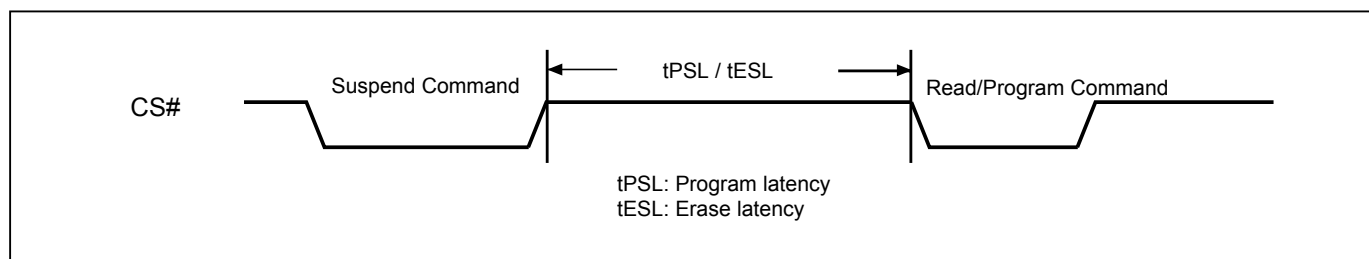 tPSL / tESL
Suspend Command
Read/Program Command
CS#
tPSL: Program latency
tESL: Erase latency